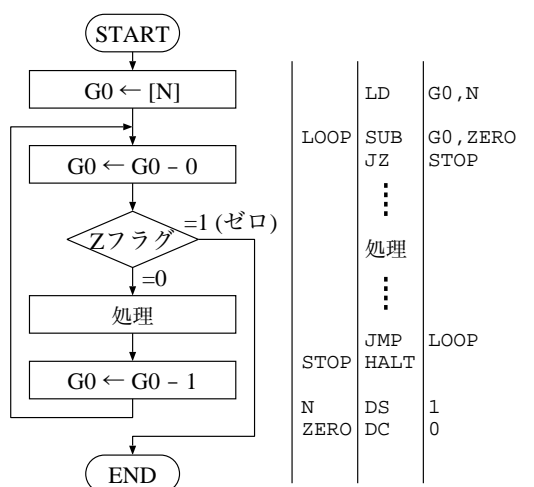 START
G0 ← [N]
G0 ← G0 - 0
Zフラグ
=1 (ゼロ)
=0
処理
G0 ← G0 - 1
END
LD G0,N
LOOP SUB G0,ZERO
JZ STOP
処理
JMP LOOP
STOP HALT
N DS 1
ZERO DC 0